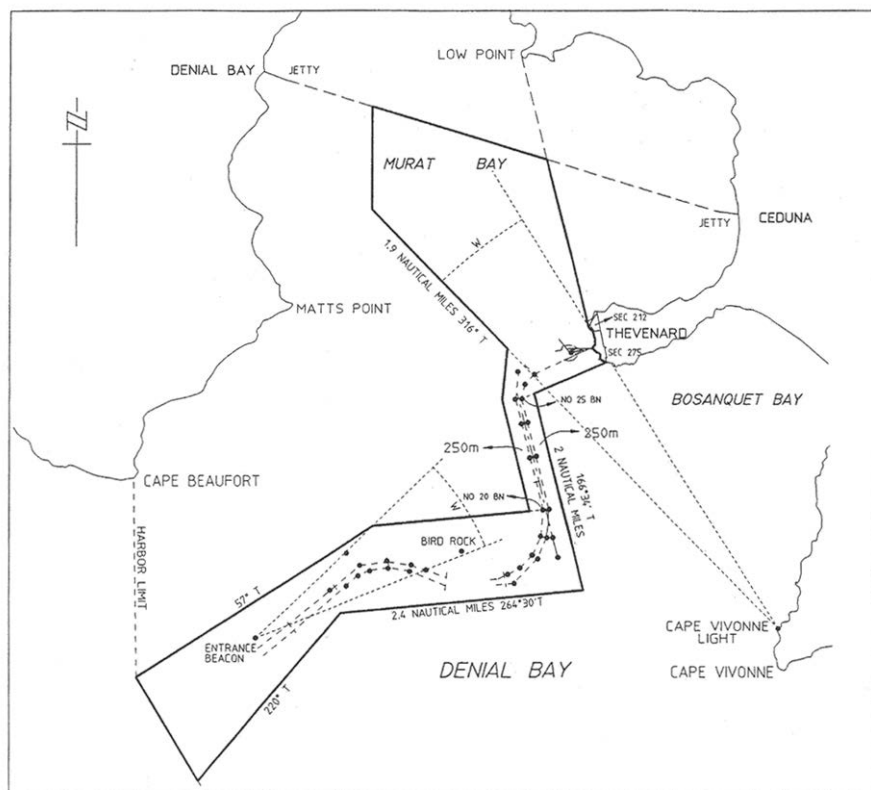 LOW POINT
DENIAL BAY
JETTY
N
MURAT BAY
JETTY
CEDUNA
W
1.9 NAUTICAL MILES 316° T
MATTS POINT
SEC 212
THEVENARD
SEC 275
NO 25 BN
BOSANQUET BAY
250m
250m
2 NAUTICAL MILES
166°34' T
CAPE BEAUFORT
NO 20 BN
W
HARBOR LIMIT
BIRD ROCK
57° T
2.4 NAUTICAL MILES 264°30'T
ENTRANCE
BEACON
CAPE VIVONNE
LIGHT
DENIAL BAY
CAPE VIVONNE
220° T